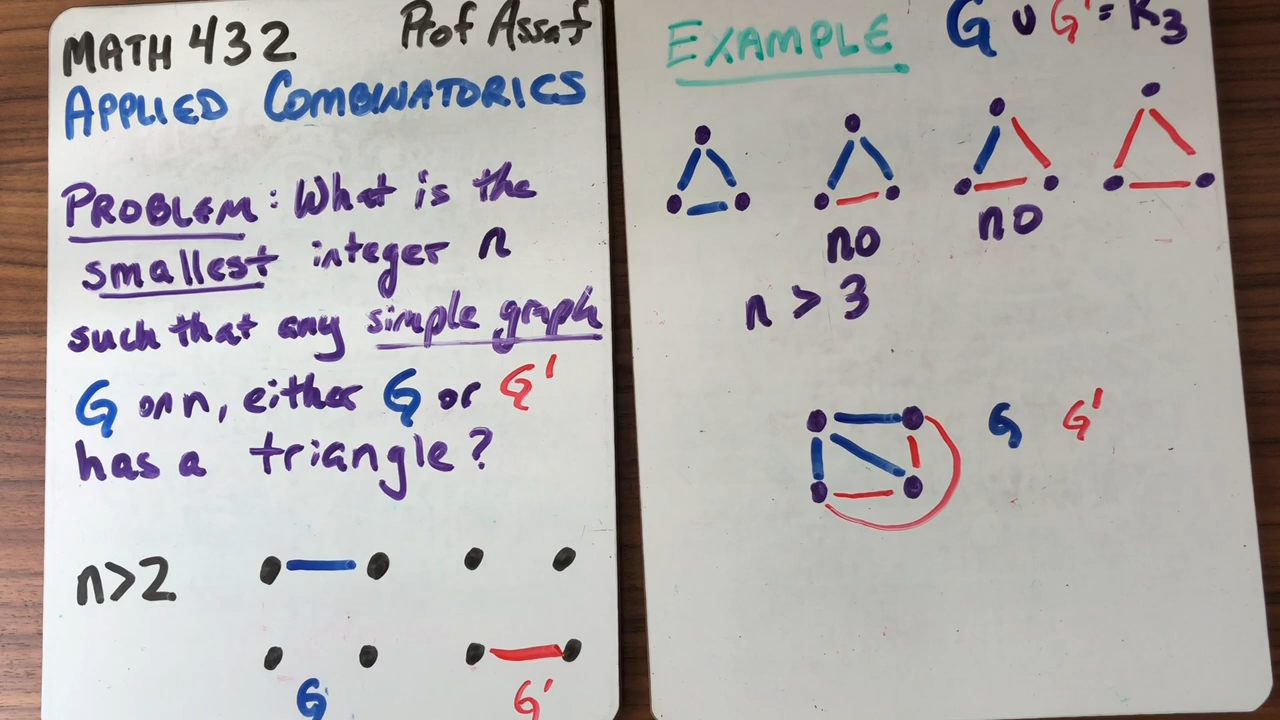 MATH 432 Prof Assaf
APPLIED COMBINATORICS
PROBLEM: What is the
smallest integer n
such that any simple graph
G on n, either G or G'
has a triangle?
n>2
G G'
EXAMPLE G ∪ G' = K3
no no
n > 3
G G'